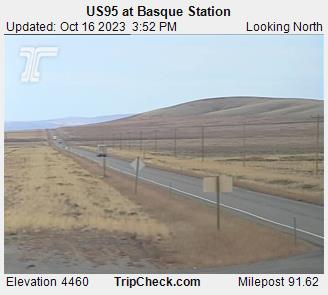 US95 at Basque Station
Updated: Oct 16 2023 3:52 PM Looking North
Elevation 4460 TripCheck.com Milepost 91.62